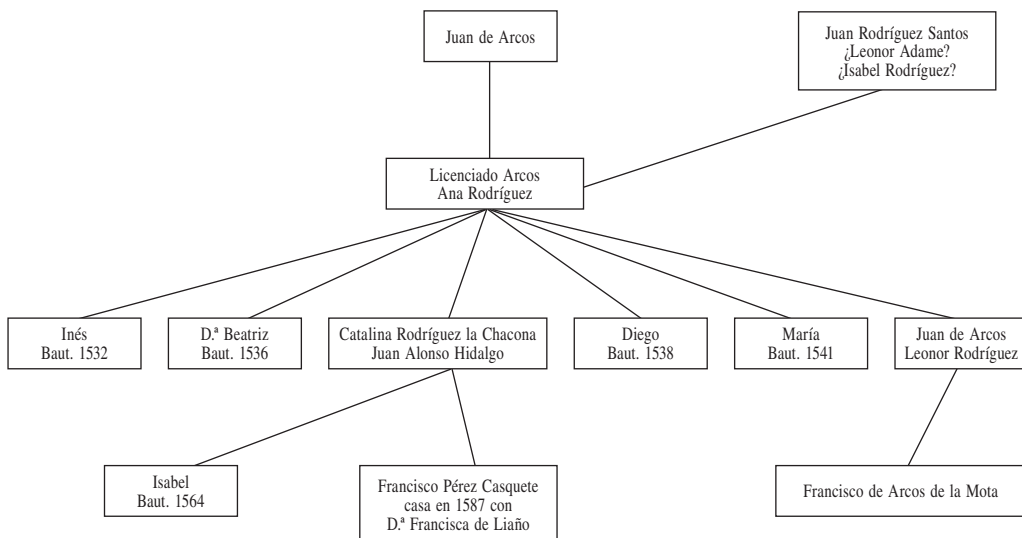 Juan de Arcos
Juan Rodríguez Santos
¿Leonor Adame?
¿Isabel Rodríguez?
Licenciado Arcos
Ana Rodríguez
Inés
Baut. 1532
D.ª Beatriz
Baut. 1536
Catalina Rodríguez la Chacona
Juan Alonso Hidalgo
Diego
Baut. 1538
María
Baut. 1541
Juan de Arcos
Leonor Rodríguez
Isabel
Baut. 1564
Francisco Pérez Casquete
casa en 1587 con
D.ª Francisca de Liaño
Francisco de Arcos de la Mota